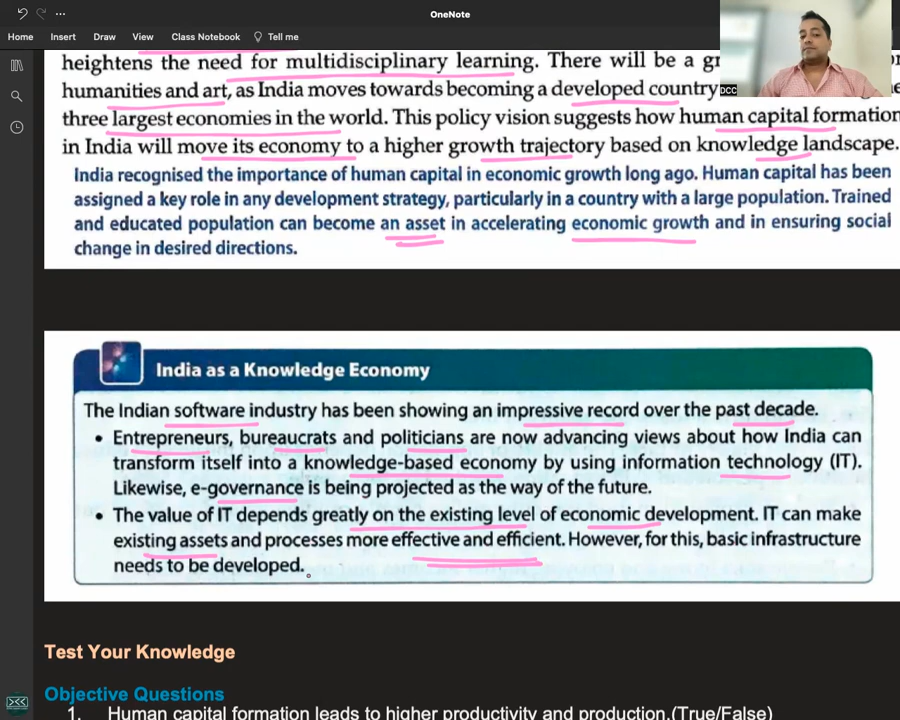 OneNote
Home Insert Draw View Class Notebook Tell me
heightens the need for multidisciplinary learning. There will be a
humanities and art, as India moves towards becoming a developed country
three largest economies in the world. This policy vision suggests how human capital formation
in India will move its economy to a higher growth trajectory based on knowledge landscape.
India recognised the importance of human capital in economic growth long ago. Human capital has been
assigned a key role in any development strategy, particularly in a country with a large population. Trained
and educated population can become an asset in accelerating economic growth and in ensuring social
change in desired directions.
India as a Knowledge Economy
The Indian software industry has been showing an impressive record over the past decade.
• Entrepreneurs, bureaucrats and politicians are now advancing views about how India can
transform itself into a knowledge-based economy by using information technology (IT).
Likewise, e-governance is being projected as the way of the future.
• The value of IT depends greatly on the existing level of economic development. IT can make
existing assets and processes more effective and efficient. However, for this, basic infrastructure
needs to be developed.
Test Your Knowledge
Objective Questions
1. Human capital formation leads to higher productivity and production.(True/False)